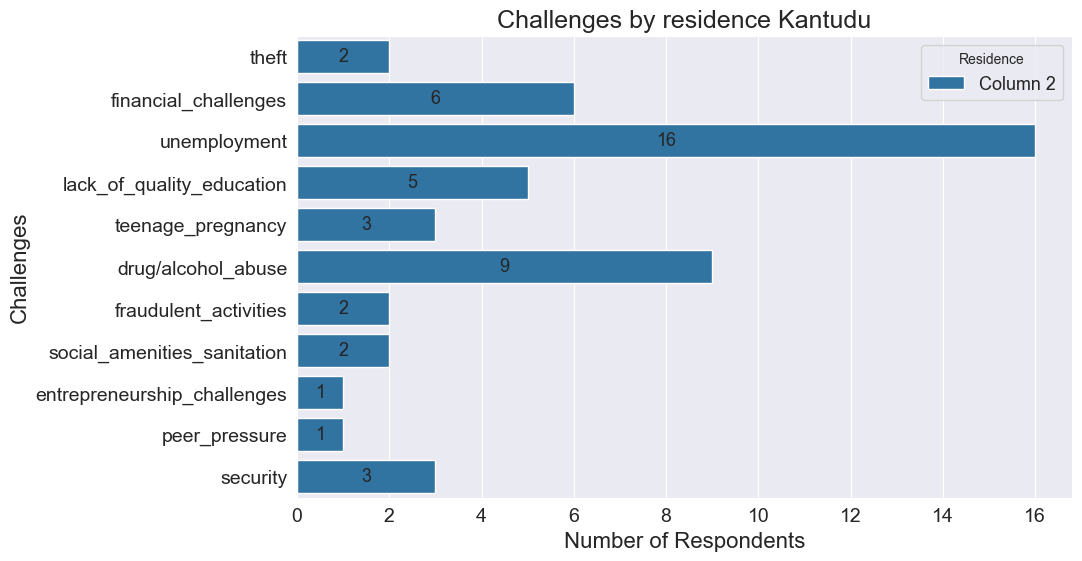 Challenges by residence Kantudu
Residence
Column 2
Challenges
theft
2
financial_challenges
6
unemployment
16
lack_of_quality_education
5
teenage_pregnancy
3
drug/alcohol_abuse
9
fraudulent_activities
2
social_amenities_sanitation
2
entrepreneurship_challenges
1
peer_pressure
1
security
3
0 2 4 6 8 10 12 14 16
Number of Respondents